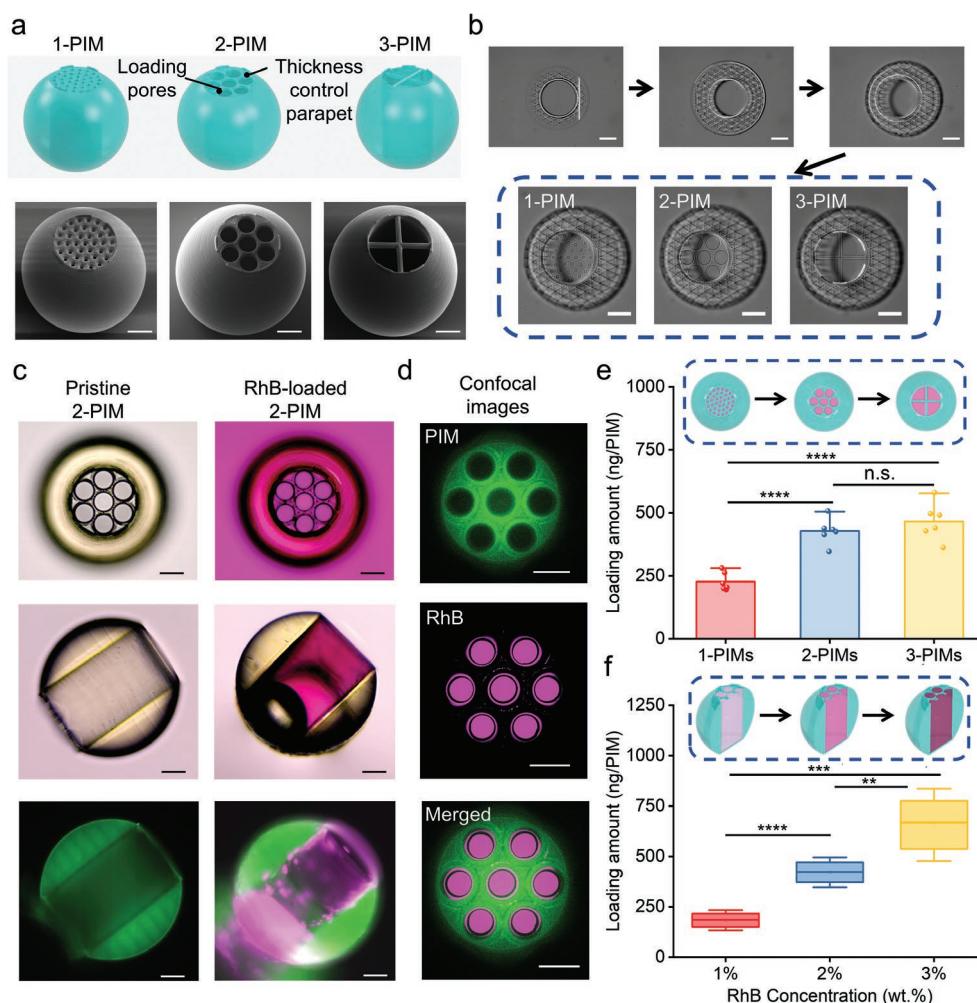 a
1-PIM
2-PIM
3-PIM
Loading
pores
Thickness
control
parapet
b
1-PIM
2-PIM
3-PIM
c
Pristine
2-PIM
RhB-loaded
2-PIM
d
Confocal
images
PIM
RhB
Merged
e
Loading amount (ng/PIM)
1000
750
500
250
0
****
****
n.s.
1-PIMs
2-PIMs
3-PIMs
f
Loading amount (ng/PIM)
1250
1000
750
500
250
0
***
**
****
1%
2%
3%
RhB Concentration (wt.%)